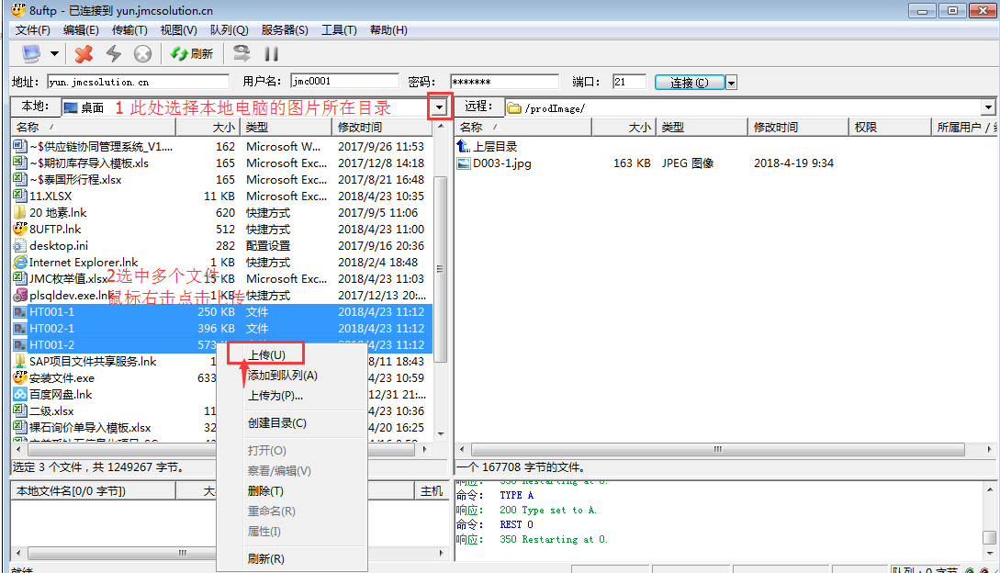 8uftp - 已连接到 yun.jmcsolution.cn
文件(F) 编辑(E) 传输(T) 视图(V) 队列(Q) 服务器(S) 工具(T) 帮助(H)
刷新
地址: yun.jmcsolution.cn 用户名: jmc0001 密码: ******* 端口: 21 连接(C)
本地: 桌面 1 此处选择本地电脑的图片所在目录 远程: /prodImage/
名称 大小 类型 修改时间 名称 大小 类型 修改时间 权限 所属用户 /
~$供应链协同管理系统_V1.... 162 Microsoft W... 2017/9/26 11:53 上层目录
~$期初库存导入模板.xls 165 Microsoft Exc... 2017/12/8 14:18 D003-1.jpg 163 KB JPEG 图像 2018-4-19 9:34
~$泰国形行程.xlsx 165 Microsoft Exc... 2017/8/21 16:48
11.XLSX 11 KB Microsoft Exc... 2018/4/23 10:35
20 地素.lnk 620 快捷方式 2017/9/5 11:06
8UFTP.lnk 512 快捷方式 2018/4/23 11:00
desktop.ini 282 配置设置 2017/9/16 20:36
Internet Explorer.lnk 1 KB 快捷方式 2018/2/4 18:48
JMC枚举值.xlsx 15 KB Microsoft Exc... 2018/4/23 11:03
2选中多个文件
plsqldev.exe.lnk 1 KB 快捷方式 2017/12/13 20:...
鼠标右击点击上传
HT001-1 250 KB 文件 2018/4/23 11:12
HT002-1 396 KB 文件 2018/4/23 11:12
HT001-2 573 2018/4/23 11:12
SAP项目文件共享服务.lnk 1 8/11 18:43
安装文件.exe 633 4/23 10:59
百度网盘.lnk 12/31 21:...
二级.xlsx 11 4/23 10:36
裸石询价单导入模板.xlsx 32 4/20 16:25
上传(U)
添加到队列(A)
上传为(P)...
创建目录(C)
打开(O)
察看/编辑(V)
删除(T)
重命名(R)
属性(I)
刷新(R)
选定 3 个文件，共 1249267 字节。 一个 167708 字节的文件。
本地文件名[0/0 字节]) 大 主机
响应: 350 Restarting at 0.
命令: TYPE A
响应: 200 Type set to A.
命令: REST 0
响应: 350 Restarting at 0.
就绪 队列：0 字节